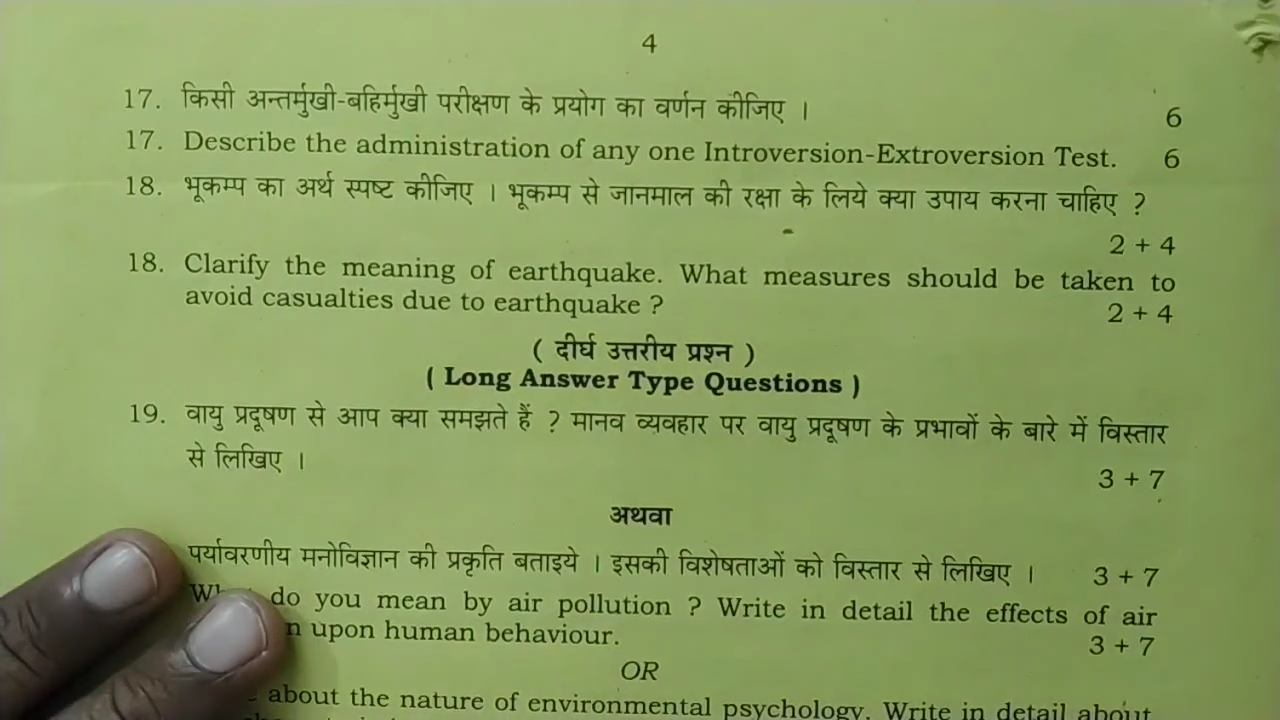 4
17. किसी अन्तर्मुखी-बहिर्मुखी परीक्षण के प्रयोग का वर्णन कीजिए । 6
17. Describe the administration of any one Introversion-Extroversion Test. 6
18. भूकम्प का अर्थ स्पष्ट कीजिए । भूकम्प से जानमाल की रक्षा के लिये क्या उपाय करना चाहिए ?
2 + 4
18. Clarify the meaning of earthquake. What measures should be taken to
avoid casualties due to earthquake ? 2 + 4
( दीर्घ उत्तरीय प्रश्न )
( Long Answer Type Questions )
19. वायु प्रदूषण से आप क्या समझते हैं ? मानव व्यवहार पर वायु प्रदूषण के प्रभावों के बारे में विस्तार
से लिखिए । 3 + 7
अथवा
पर्यावरणीय मनोविज्ञान की प्रकृति बताइये । इसकी विशेषताओं को विस्तार से लिखिए । 3 + 7
do you mean by air pollution ? Write in detail the effects of air
upon human behaviour. 3 + 7
OR
about the nature of environmental psychology. Write in detail about